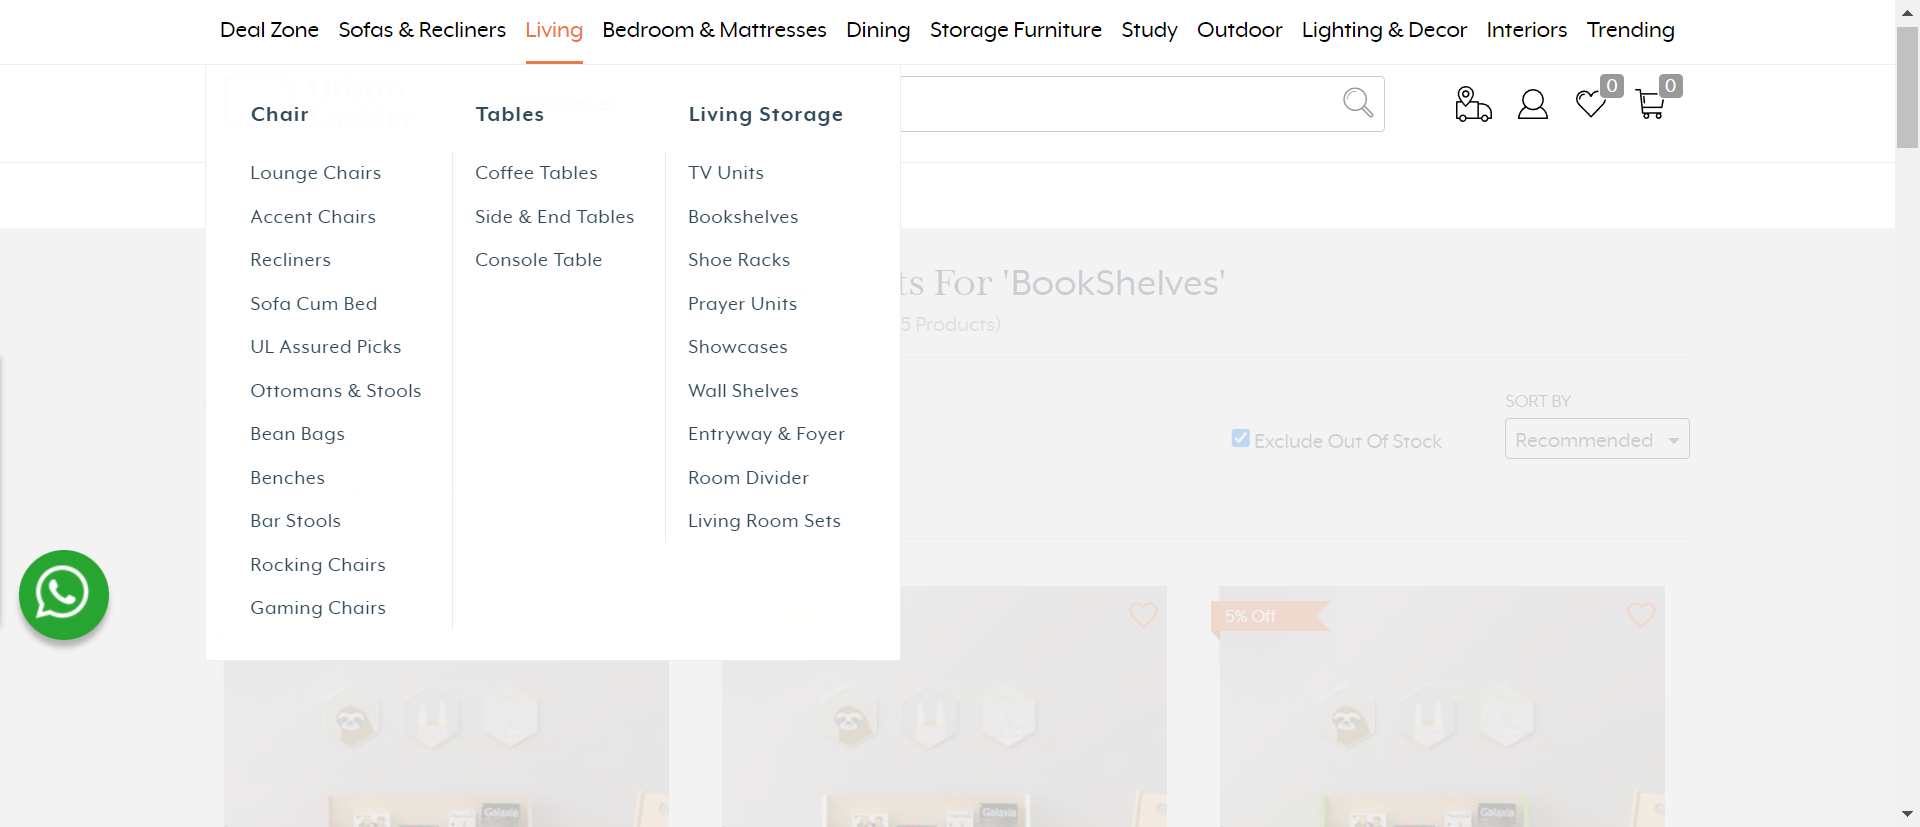 Deal Zone Sofas & Recliners Living Bedroom & Mattresses Dining Storage Furniture Study Outdoor Lighting & Decor Interiors Trending
0 0
Chair Tables Living Storage
Lounge Chairs Coffee Tables TV Units
Accent Chairs Side & End Tables Bookshelves
Recliners Console Table Shoe Racks
Sofa Cum Bed Prayer Units
UL Assured Picks Showcases
Ottomans & Stools Wall Shelves
Bean Bags Entryway & Foyer
Benches Room Divider
Bar Stools Living Room Sets
Rocking Chairs
Gaming Chairs
ts For 'BookShelves'
5 Products)
SORT BY
Exclude Out Of Stock Recommended
5% Off
Galaxia Galaxia Galaxia